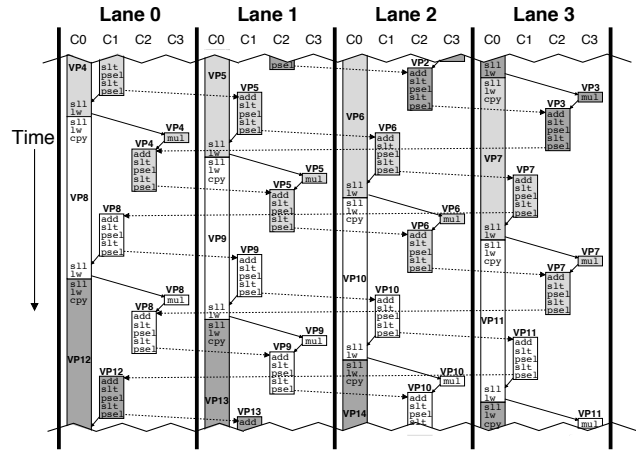 Lane 0 Lane 1 Lane 2 Lane 3
C0 C1 C2 C3 C0 C1 C2 C3 C0 C1 C2 C3 C0 C1 C2 C3
Time
VP4
slt
psel
slt
psel
sll
lw
sll
lw
cpy
VP4
mul
VP4
add
slt
psel
slt
psel
VP8
VP8
add
slt
psel
slt
psel
sll
lw
sll
lw
cpy
VP8
mul
VP8
add
slt
psel
slt
psel
VP12
VP12
add
slt
psel
slt
psel
psel
VP5
VP5
add
slt
psel
slt
psel
sll
lw
sll
lw
cpy
VP5
mul
VP5
add
slt
psel
slt
psel
VP9
VP9
add
slt
psel
slt
psel
sll
lw
sll
lw
cpy
VP9
mul
VP9
add
slt
psel
slt
psel
VP13
VP13
add
VP2
add
slt
psel
slt
psel
VP6
VP6
add
slt
psel
slt
psel
sll
lw
sll
lw
cpy
VP6
mul
VP6
add
slt
psel
slt
psel
VP10
VP10
add
slt
psel
slt
psel
sll
lw
sll
lw
cpy
VP10
mul
VP10
add
slt
VP14
sll
lw
sll
lw
cpy
VP3
mul
VP3
add
slt
psel
slt
psel
VP7
VP7
add
slt
psel
slt
psel
sll
lw
sll
lw
cpy
VP7
mul
VP7
add
slt
psel
slt
psel
VP11
VP11
add
slt
psel
slt
psel
sll
lw
sll
lw
cpy
VP11
mul